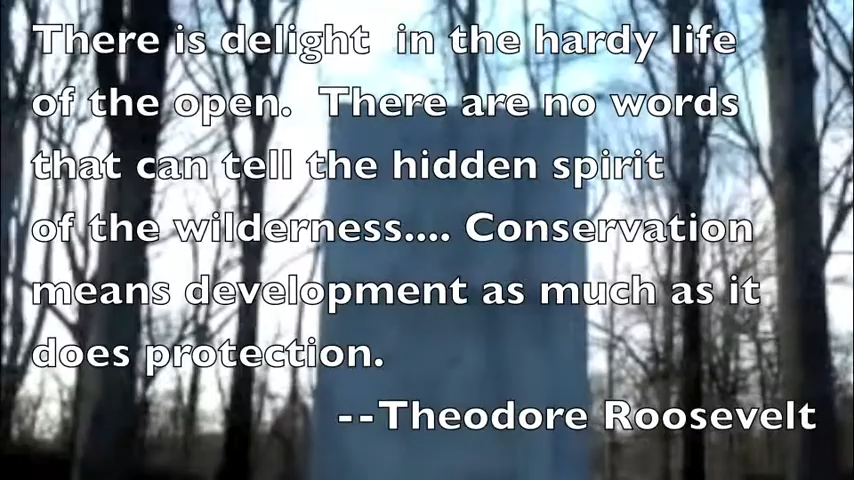 There is delight  in the hardy life
of the open.  There are no words
that can tell the hidden spirit
of the wilderness.... Conservation
means development as much as it
does protection.
--Theodore Roosevelt